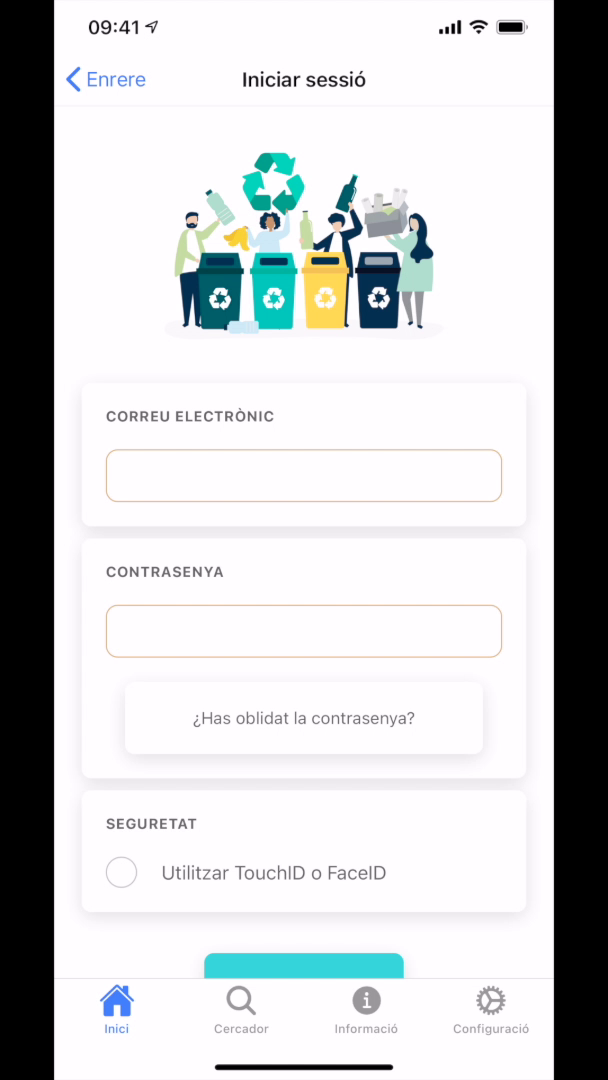 09:41
Enrere
Iniciar sessió
CORREU ELECTRÒNIC
CONTRASENYA
¿Has oblidat la contrasenya?
SEGURETAT
Utilitzar TouchID o FaceID
Inici
Cercador
Informació
Configuració